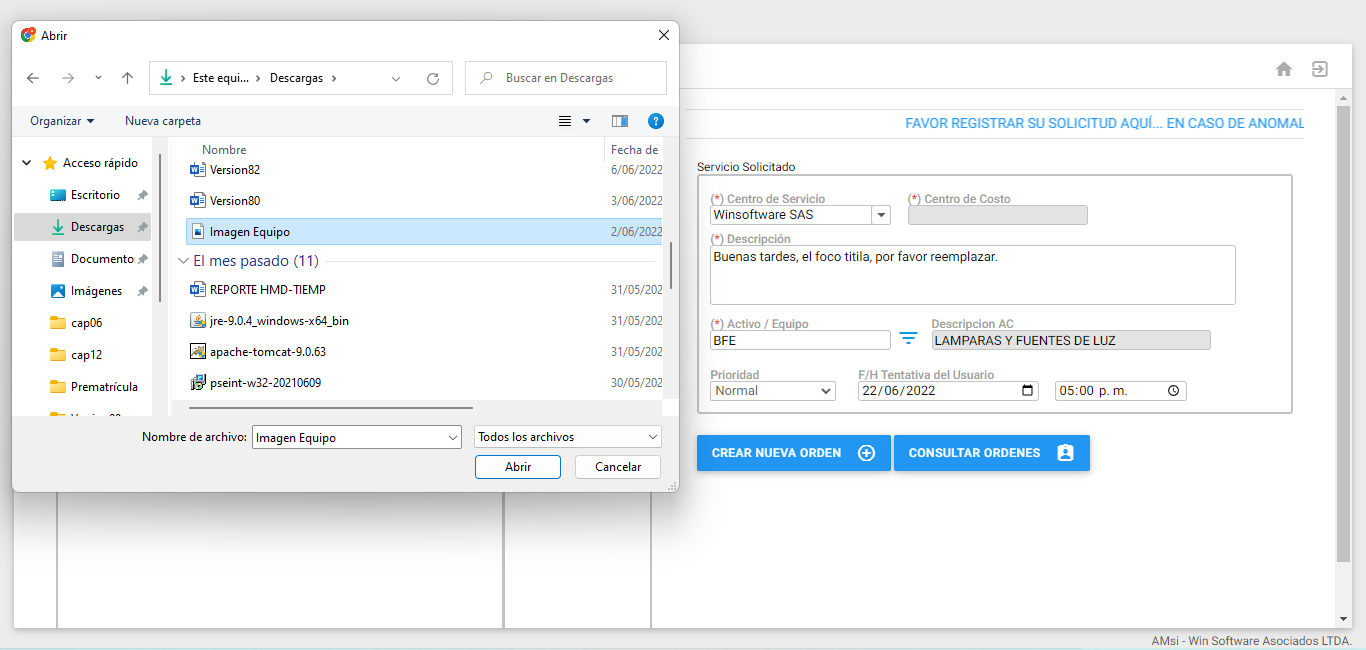 Abrir
Este equi... > Descargas >
Buscar en Descargas
Organizar
Nueva carpeta
Acceso rápido
Escritorio
Descargas
Documento
Imágenes
cap06
cap12
Prematrícula
Nombre
Fecha de
Version82
6/06/2022
Version80
3/06/2022
Imagen Equipo
2/06/2022
El mes pasado (11)
REPORTE HMD-TIEMP
31/05/202
jre-9.0.4_windows-x64_bin
31/05/202
apache-tomcat-9.0.63
31/05/202
pseint-w32-20210609
30/05/202
Nombre de archivo:
Imagen Equipo
Todos los archivos
Abrir
Cancelar
FAVOR REGISTRAR SU SOLICITUD AQUÍ... EN CASO DE ANOMAL
Servicio Solicitado
(*) Centro de Servicio
(*) Centro de Costo
Winsoftware SAS
(*) Descripción
Buenas tardes, el foco titila, por favor reemplazar.
(*) Activo / Equipo
Descripcion AC
BFE
LAMPARAS Y FUENTES DE LUZ
Prioridad
F/H Tentativa del Usuario
Normal
22/06/2022
05:00 p. m.
CREAR NUEVA ORDEN
CONSULTAR ORDENES
AMsi - Win Software Asociados LTDA.